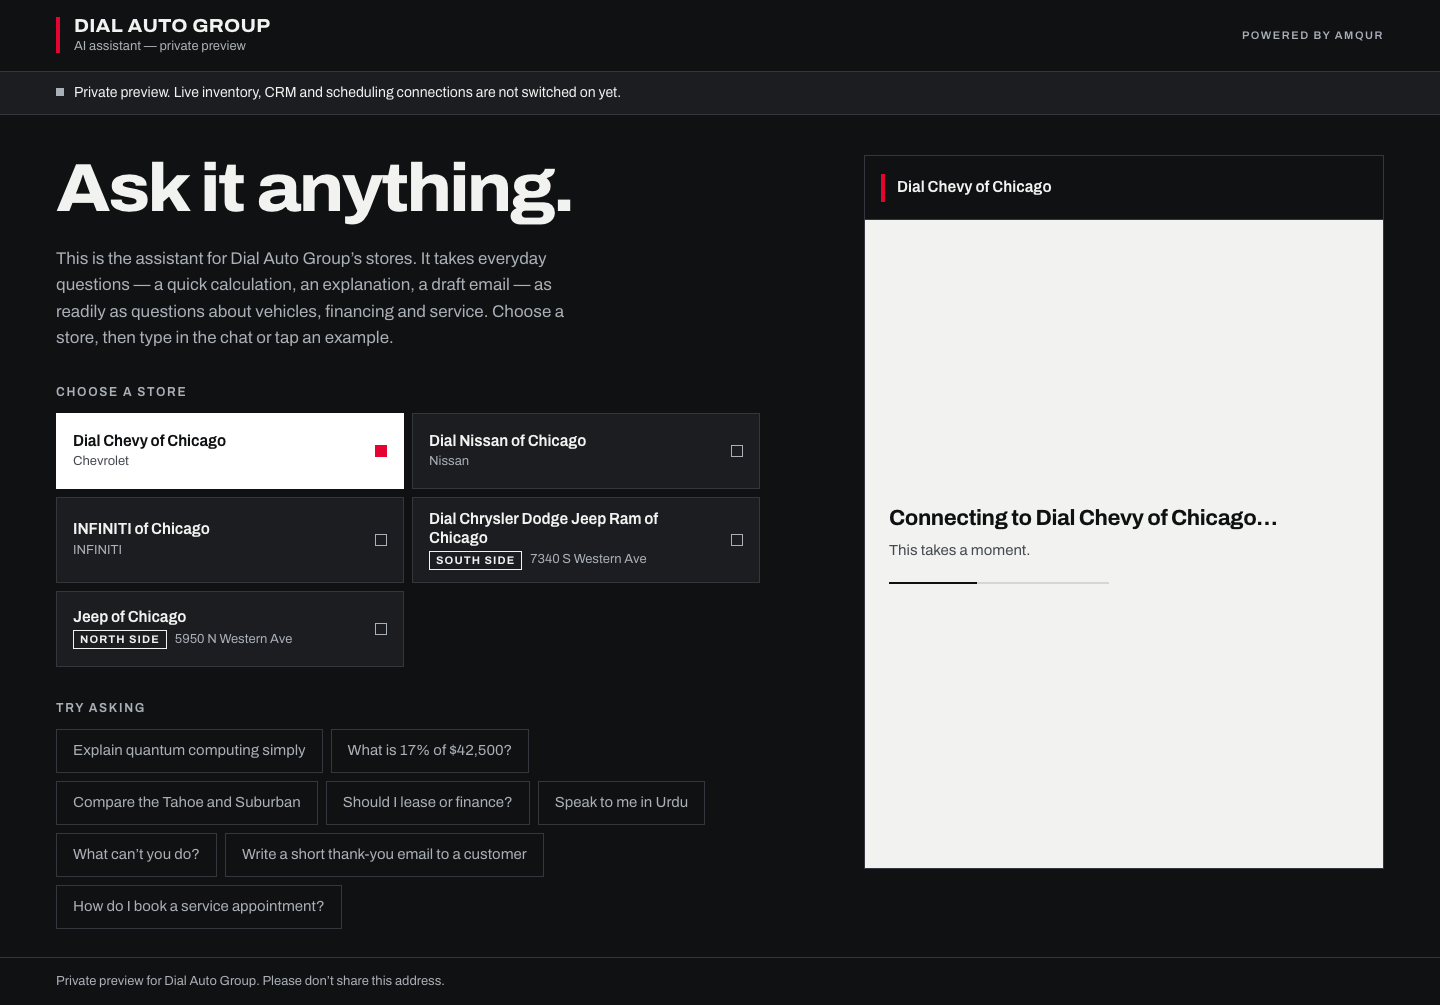 DIAL AUTO GROUP
AI assistant — private preview
POWERED BY AMQUR
Private preview. Live inventory, CRM and scheduling connections are not switched on yet.
Ask it anything.
This is the assistant for Dial Auto Group’s stores. It takes everyday
questions — a quick calculation, an explanation, a draft email — as
readily as questions about vehicles, financing and service. Choose a
store, then type in the chat or tap an example.
CHOOSE A STORE
Dial Chevy of Chicago
Chevrolet
Dial Nissan of Chicago
Nissan
INFINITI of Chicago
INFINITI
Dial Chrysler Dodge Jeep Ram of
Chicago
SOUTH SIDE 7340 S Western Ave
Jeep of Chicago
NORTH SIDE 5950 N Western Ave
TRY ASKING
Explain quantum computing simply
What is 17% of $42,500?
Compare the Tahoe and Suburban
Should I lease or finance?
Speak to me in Urdu
What can’t you do?
Write a short thank-you email to a customer
How do I book a service appointment?
Dial Chevy of Chicago
Connecting to Dial Chevy of Chicago…
This takes a moment.
Private preview for Dial Auto Group. Please don’t share this address.